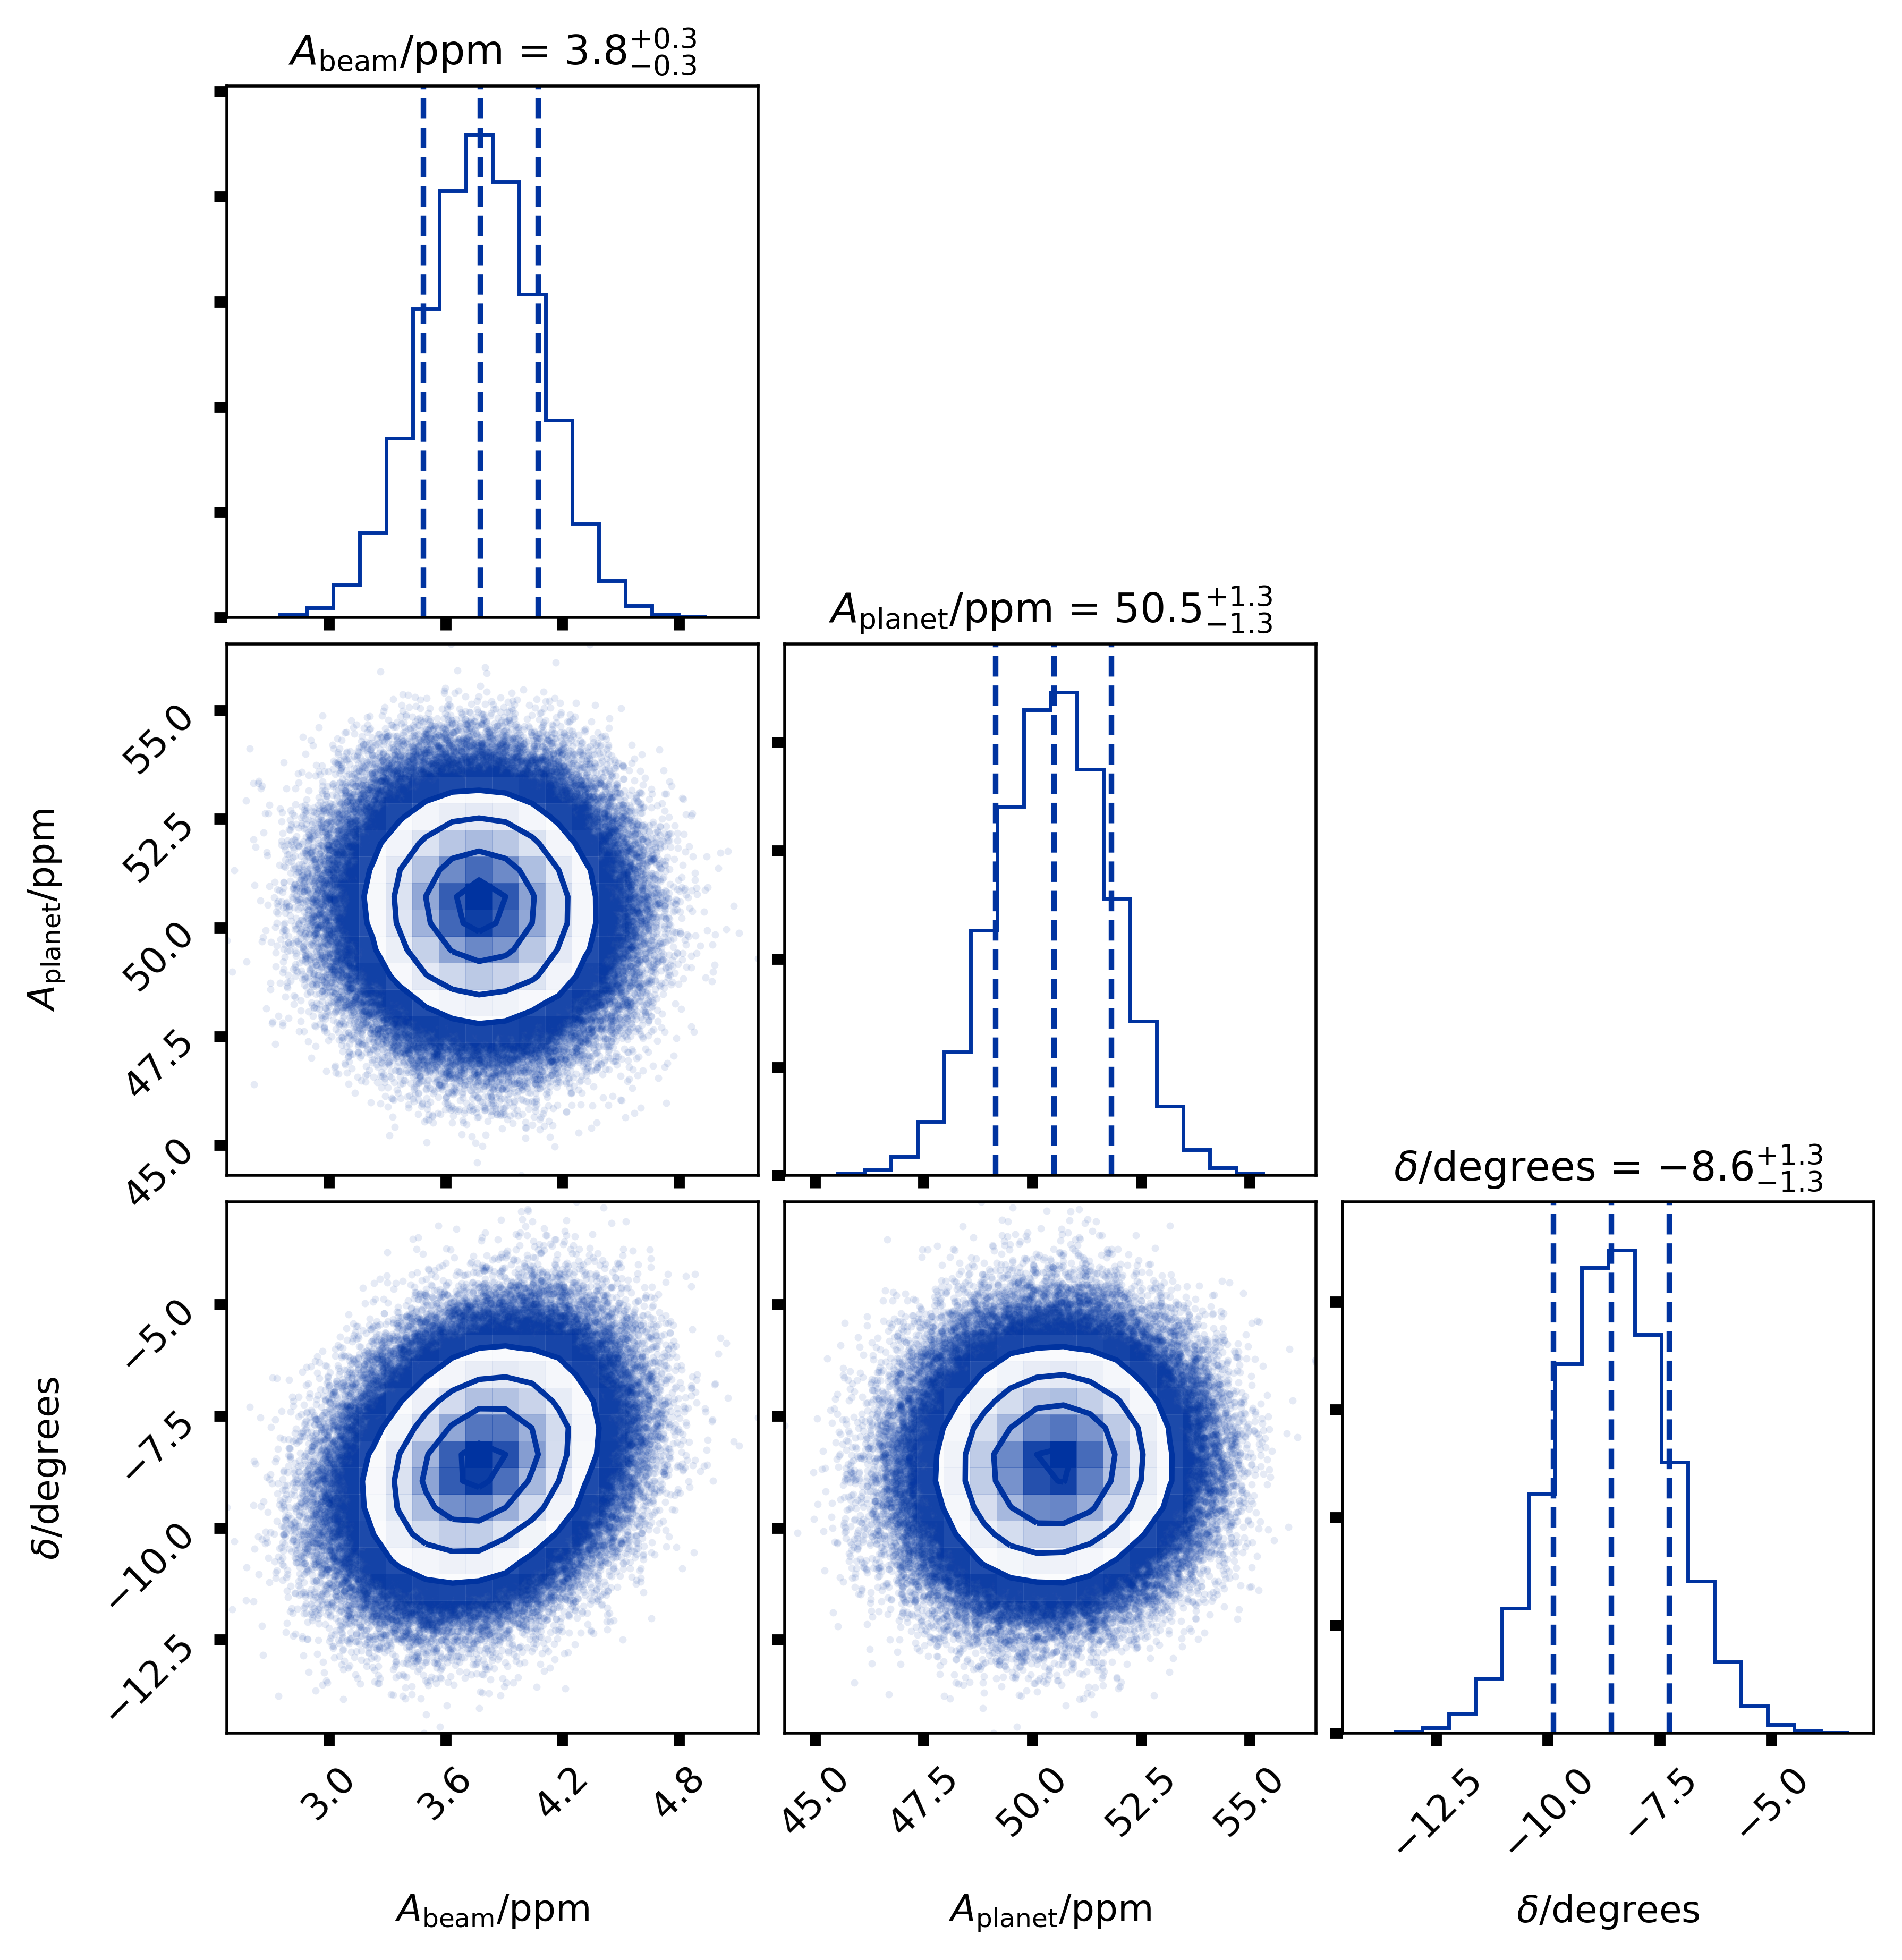 A_beam/ppm = 3.8 +0.3 −0.3
A_planet/ppm = 50.5 +1.3 −1.3
55.0
52.5
50.0
47.5
45.0
A_planet/ppm
δ/degrees = −8.6 +1.3 −1.3
−5.0
−7.5
−10.0
−12.5
δ/degrees
3.0 3.6 4.2 4.8 45.0 47.5 50.0 52.5 55.0 −12.5 −10.0 −7.5 −5.0
A_beam/ppm A_planet/ppm δ/degrees